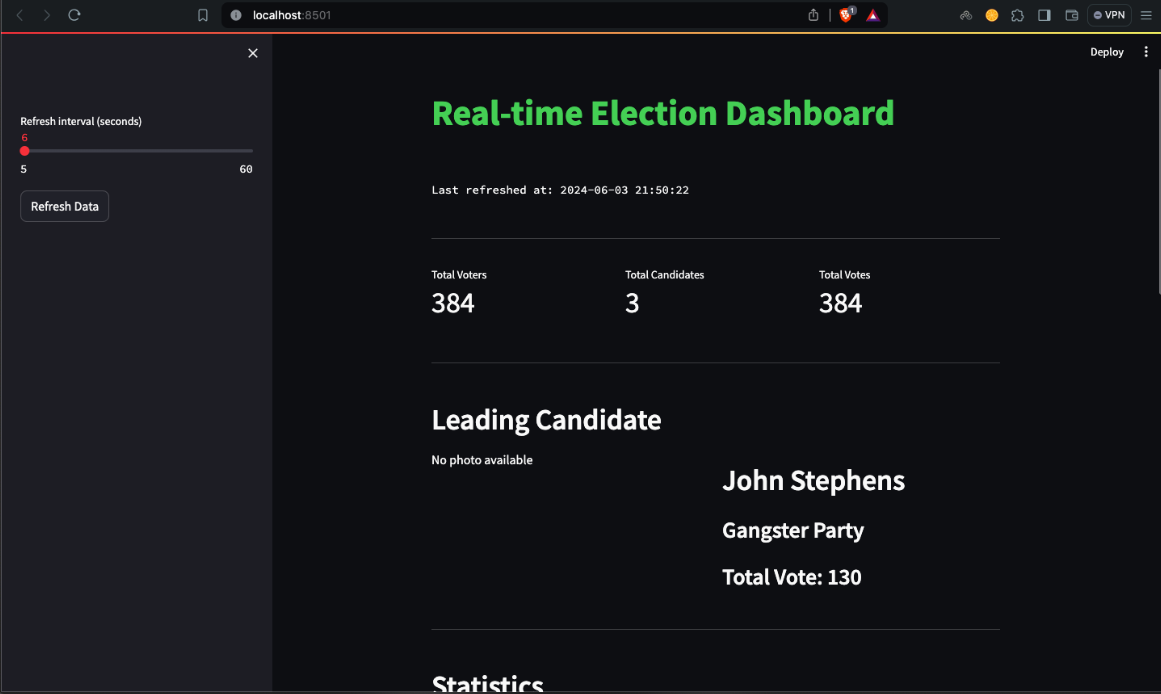 localhost:8501
1
VPN
Deploy
Refresh interval (seconds)
6
5 60
Refresh Data
Real-time Election Dashboard
Last refreshed at: 2024-06-03 21:50:22
Total Voters Total Candidates Total Votes
384 3 384
Leading Candidate
No photo available
John Stephens
Gangster Party
Total Vote: 130
Statistics